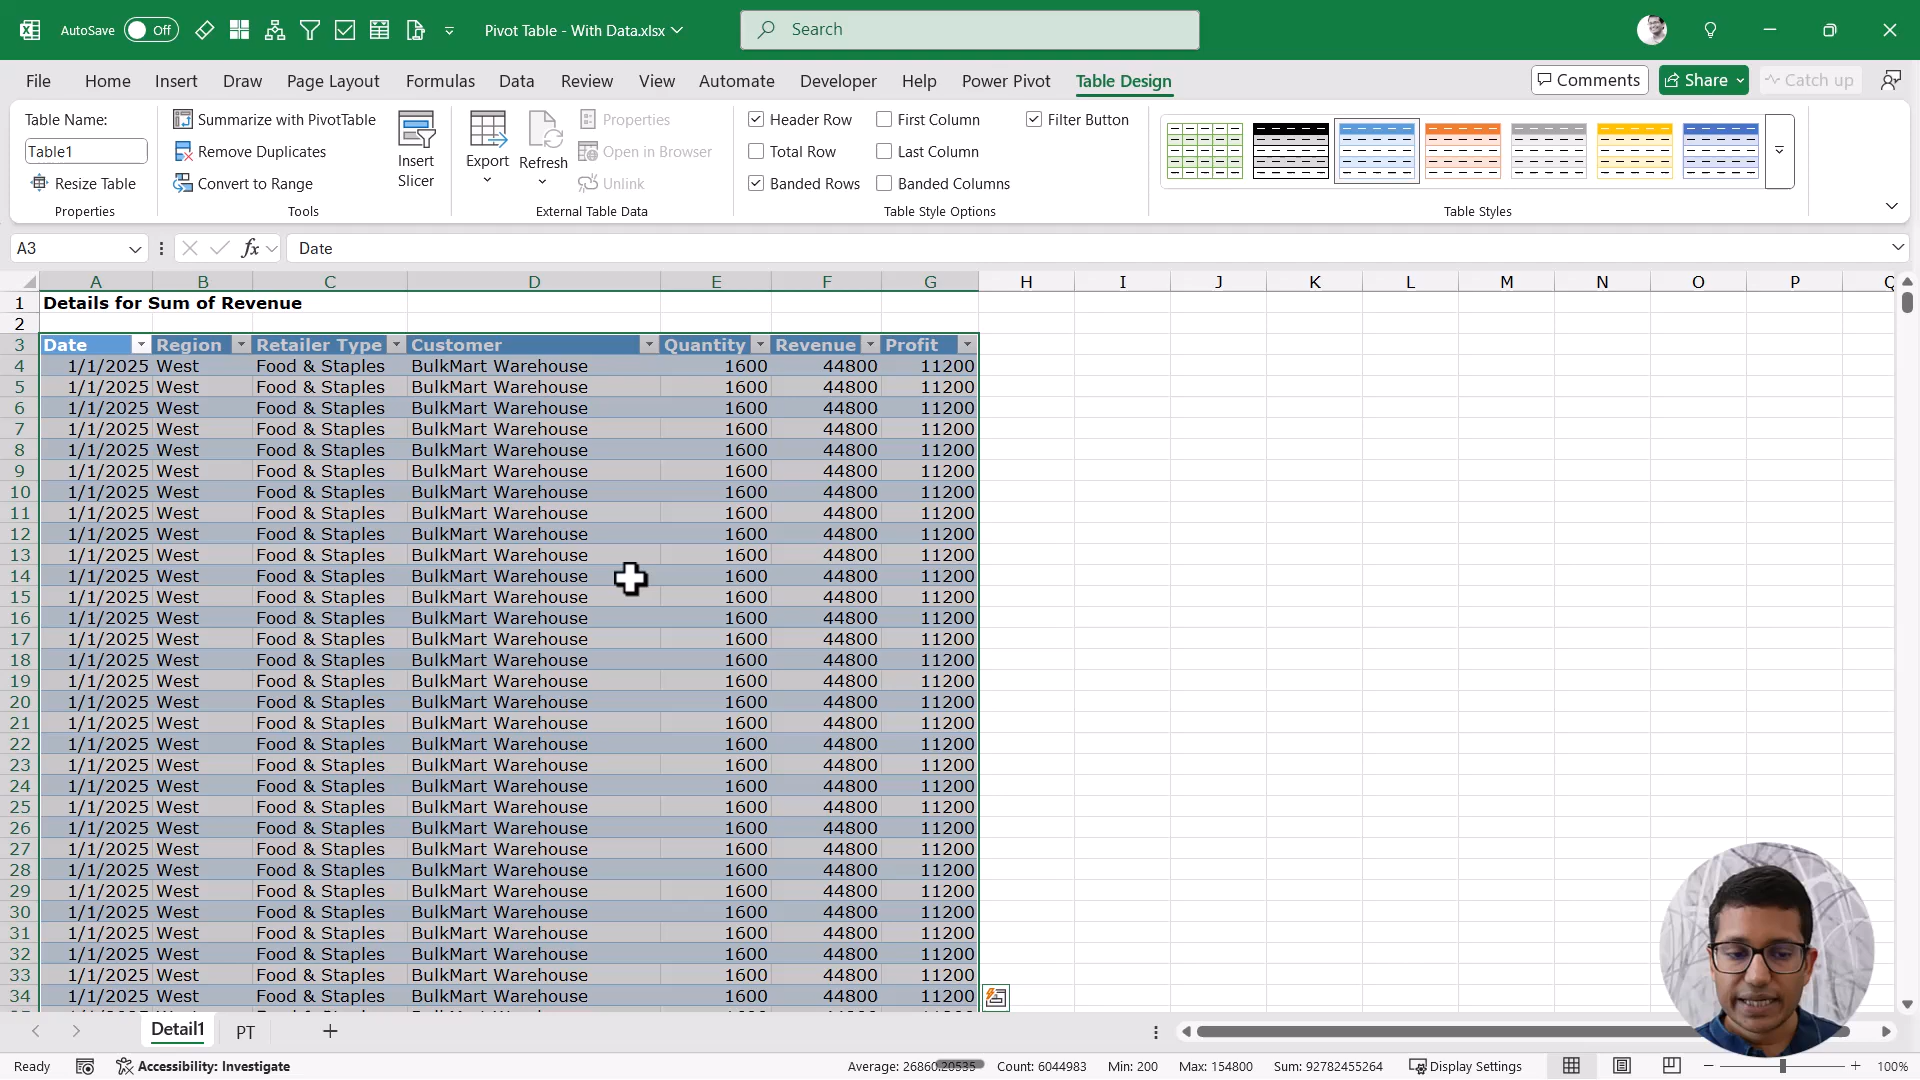 AutoSave Off Pivot Table - With Data.xlsx Search
File Home Insert Draw Page Layout Formulas Data Review View Automate Developer Help Power Pivot Table Design Comments Share Catch up
Table Name:
Table1
Resize Table
Properties
Summarize with PivotTable
Remove Duplicates
Convert to Range
Tools
Insert
Slicer
Export
Refresh
Properties
Open in Browser
Unlink
External Table Data
Header Row First Column Filter Button
Total Row Last Column
Banded Rows Banded Columns
Table Style Options
Table Styles
A3 fx Date
A B C D E F G H I J K L M N O P Q
1 Details for Sum of Revenue
2
3 Date Region Retailer Type Customer Quantity Revenue Profit
4 1/1/2025 West Food & Staples BulkMart Warehouse 1600 44800 11200
5 1/1/2025 West Food & Staples BulkMart Warehouse 1600 44800 11200
6 1/1/2025 West Food & Staples BulkMart Warehouse 1600 44800 11200
7 1/1/2025 West Food & Staples BulkMart Warehouse 1600 44800 11200
8 1/1/2025 West Food & Staples BulkMart Warehouse 1600 44800 11200
9 1/1/2025 West Food & Staples BulkMart Warehouse 1600 44800 11200
10 1/1/2025 West Food & Staples BulkMart Warehouse 1600 44800 11200
11 1/1/2025 West Food & Staples BulkMart Warehouse 1600 44800 11200
12 1/1/2025 West Food & Staples BulkMart Warehouse 1600 44800 11200
13 1/1/2025 West Food & Staples BulkMart Warehouse 1600 44800 11200
14 1/1/2025 West Food & Staples BulkMart Warehouse 1600 44800 11200
15 1/1/2025 West Food & Staples BulkMart Warehouse 1600 44800 11200
16 1/1/2025 West Food & Staples BulkMart Warehouse 1600 44800 11200
17 1/1/2025 West Food & Staples BulkMart Warehouse 1600 44800 11200
18 1/1/2025 West Food & Staples BulkMart Warehouse 1600 44800 11200
19 1/1/2025 West Food & Staples BulkMart Warehouse 1600 44800 11200
20 1/1/2025 West Food & Staples BulkMart Warehouse 1600 44800 11200
21 1/1/2025 West Food & Staples BulkMart Warehouse 1600 44800 11200
22 1/1/2025 West Food & Staples BulkMart Warehouse 1600 44800 11200
23 1/1/2025 West Food & Staples BulkMart Warehouse 1600 44800 11200
24 1/1/2025 West Food & Staples BulkMart Warehouse 1600 44800 11200
25 1/1/2025 West Food & Staples BulkMart Warehouse 1600 44800 11200
26 1/1/2025 West Food & Staples BulkMart Warehouse 1600 44800 11200
27 1/1/2025 West Food & Staples BulkMart Warehouse 1600 44800 11200
28 1/1/2025 West Food & Staples BulkMart Warehouse 1600 44800 11200
29 1/1/2025 West Food & Staples BulkMart Warehouse 1600 44800 11200
30 1/1/2025 West Food & Staples BulkMart Warehouse 1600 44800 11200
31 1/1/2025 West Food & Staples BulkMart Warehouse 1600 44800 11200
32 1/1/2025 West Food & Staples BulkMart Warehouse 1600 44800 11200
33 1/1/2025 West Food & Staples BulkMart Warehouse 1600 44800 11200
34 1/1/2025 West Food & Staples BulkMart Warehouse 1600 44800 11200
Detail1 PT
Ready Accessibility: Investigate Average: Count: 6044983 Min: 200 Max: 154800 Sum: 92782455264 Display Settings 100%